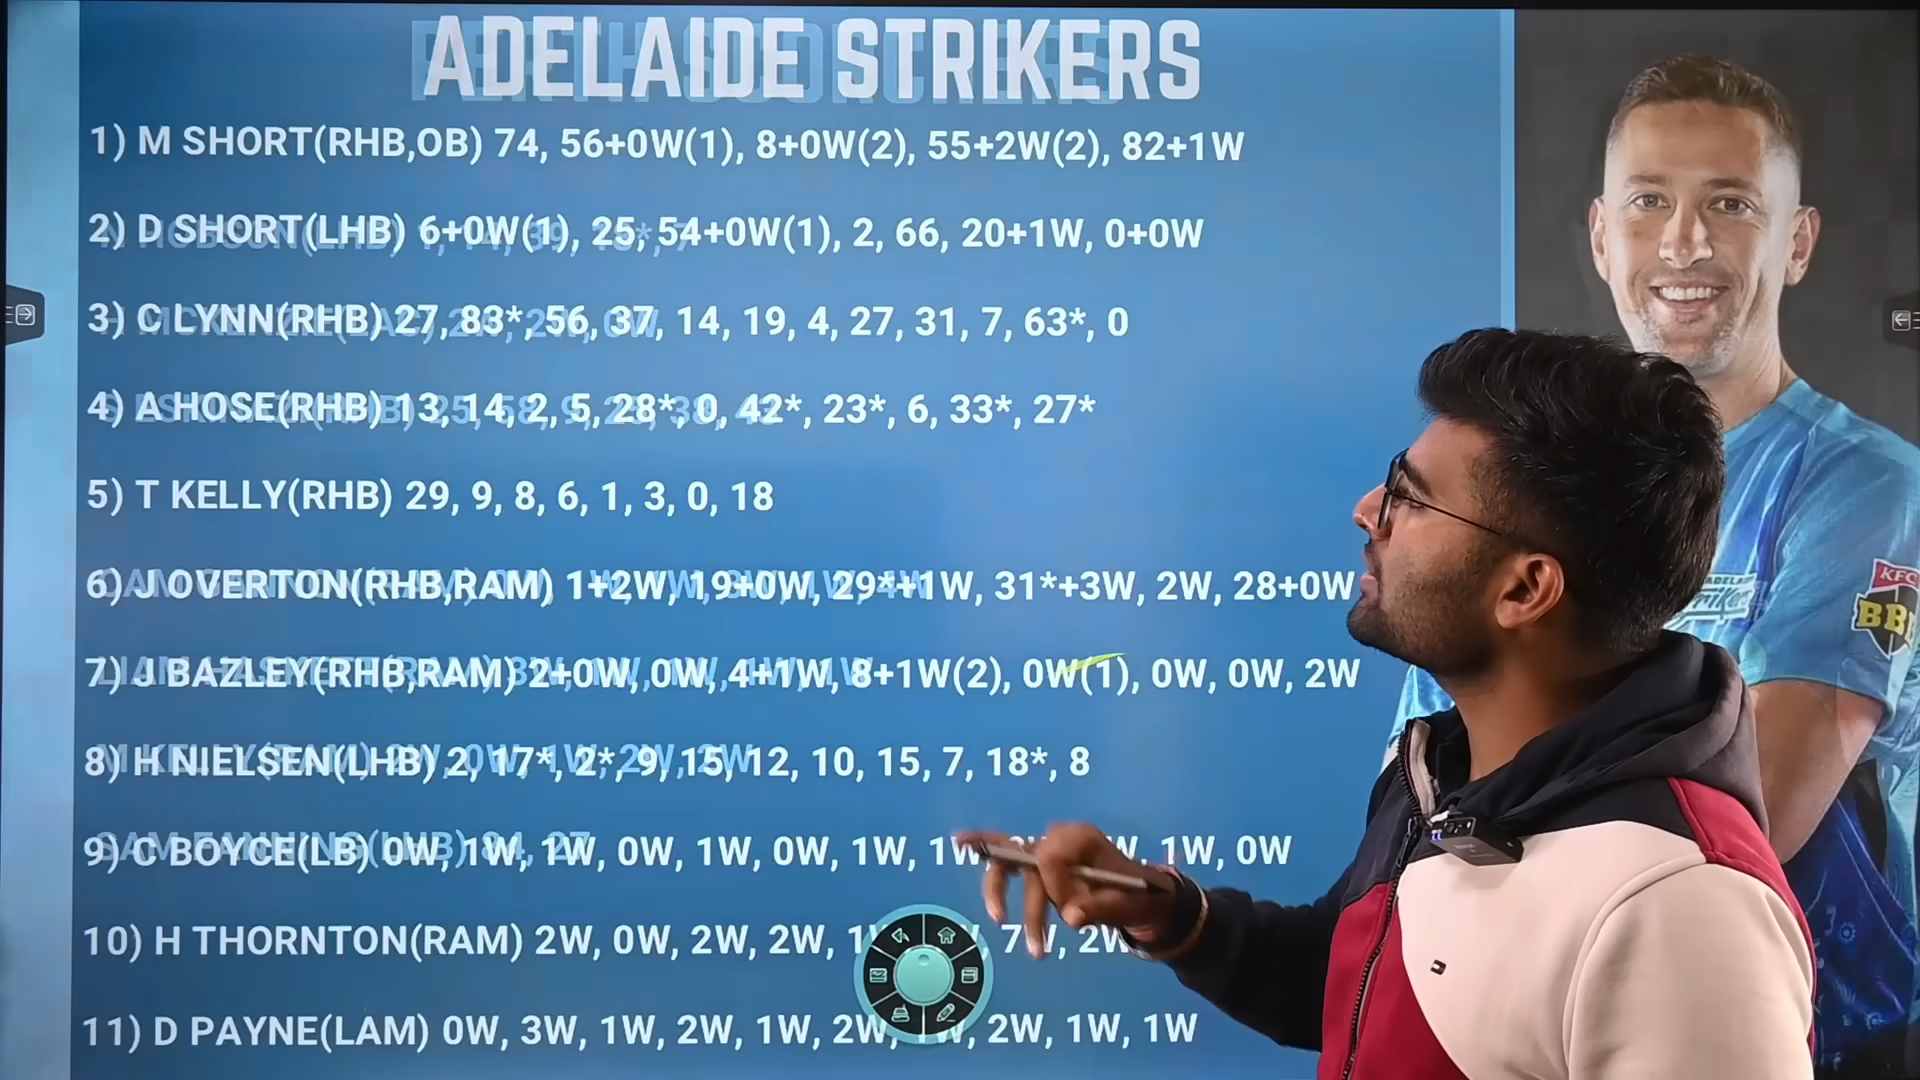 ADELAIDE STRIKERS
1) M SHORT(RHB,OB) 74, 56+0W(1), 8+0W(2), 55+2W(2), 82+1W
2) D SHORT(LHB) 6+0W(1), 25, 54+0W(1), 2, 66, 20+1W, 0+0W
3) C LYNN(RHB) 27, 83*, 56, 37, 14, 19, 4, 27, 31, 7, 63*, 0
4) A HOSE(RHB) 13, 14, 2, 5, 28*, 0, 42*, 23*, 6, 33*, 27*
5) T KELLY(RHB) 29, 9, 8, 6, 1, 3, 0, 18
6) J OVERTON(RHB,RAM) 1+2W, 19+0W, 29*+1W, 31*+3W, 2W, 28+0W
7) J BAZLEY(RHB,RAM) 2+0W, 0W, 4+1W, 8+1W(2), 0W(1), 0W, 0W, 2W
8) H NIELSEN(LHB) 2, 17*, 2*, 9, 15, 12, 10, 15, 7, 18*, 8
9) C BOYCE(LB) 0W, 1W, 1W, 0W, 1W, 0W, 1W, 1W, 1W, 0W
10) H THORNTON(RAM) 2W, 0W, 2W, 2W, 7W, 2W
11) D PAYNE(LAM) 0W, 3W, 1W, 2W, 1W, 2W, 2W, 1W, 1W
KFC
BB